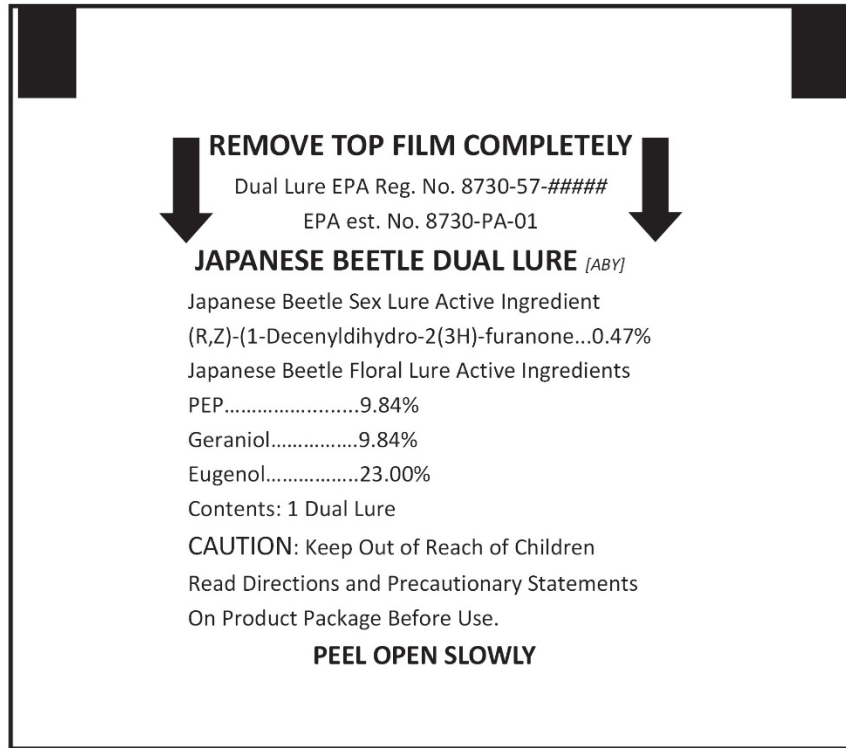 REMOVE TOP FILM COMPLETELY
Dual Lure EPA Reg. No. 8730-57-#####
EPA est. No. 8730-PA-01
JAPANESE BEETLE DUAL LURE [ABY]
Japanese Beetle Sex Lure Active Ingredient
(R,Z)-(1-Decenyldihydro-2(3H)-furanone...0.47%
Japanese Beetle Floral Lure Active Ingredients
PEP……………........9.84%
Geraniol…………….9.84%
Eugenol……………..23.00%
Contents: 1 Dual Lure
CAUTION: Keep Out of Reach of Children
Read Directions and Precautionary Statements
On Product Package Before Use.
PEEL OPEN SLOWLY